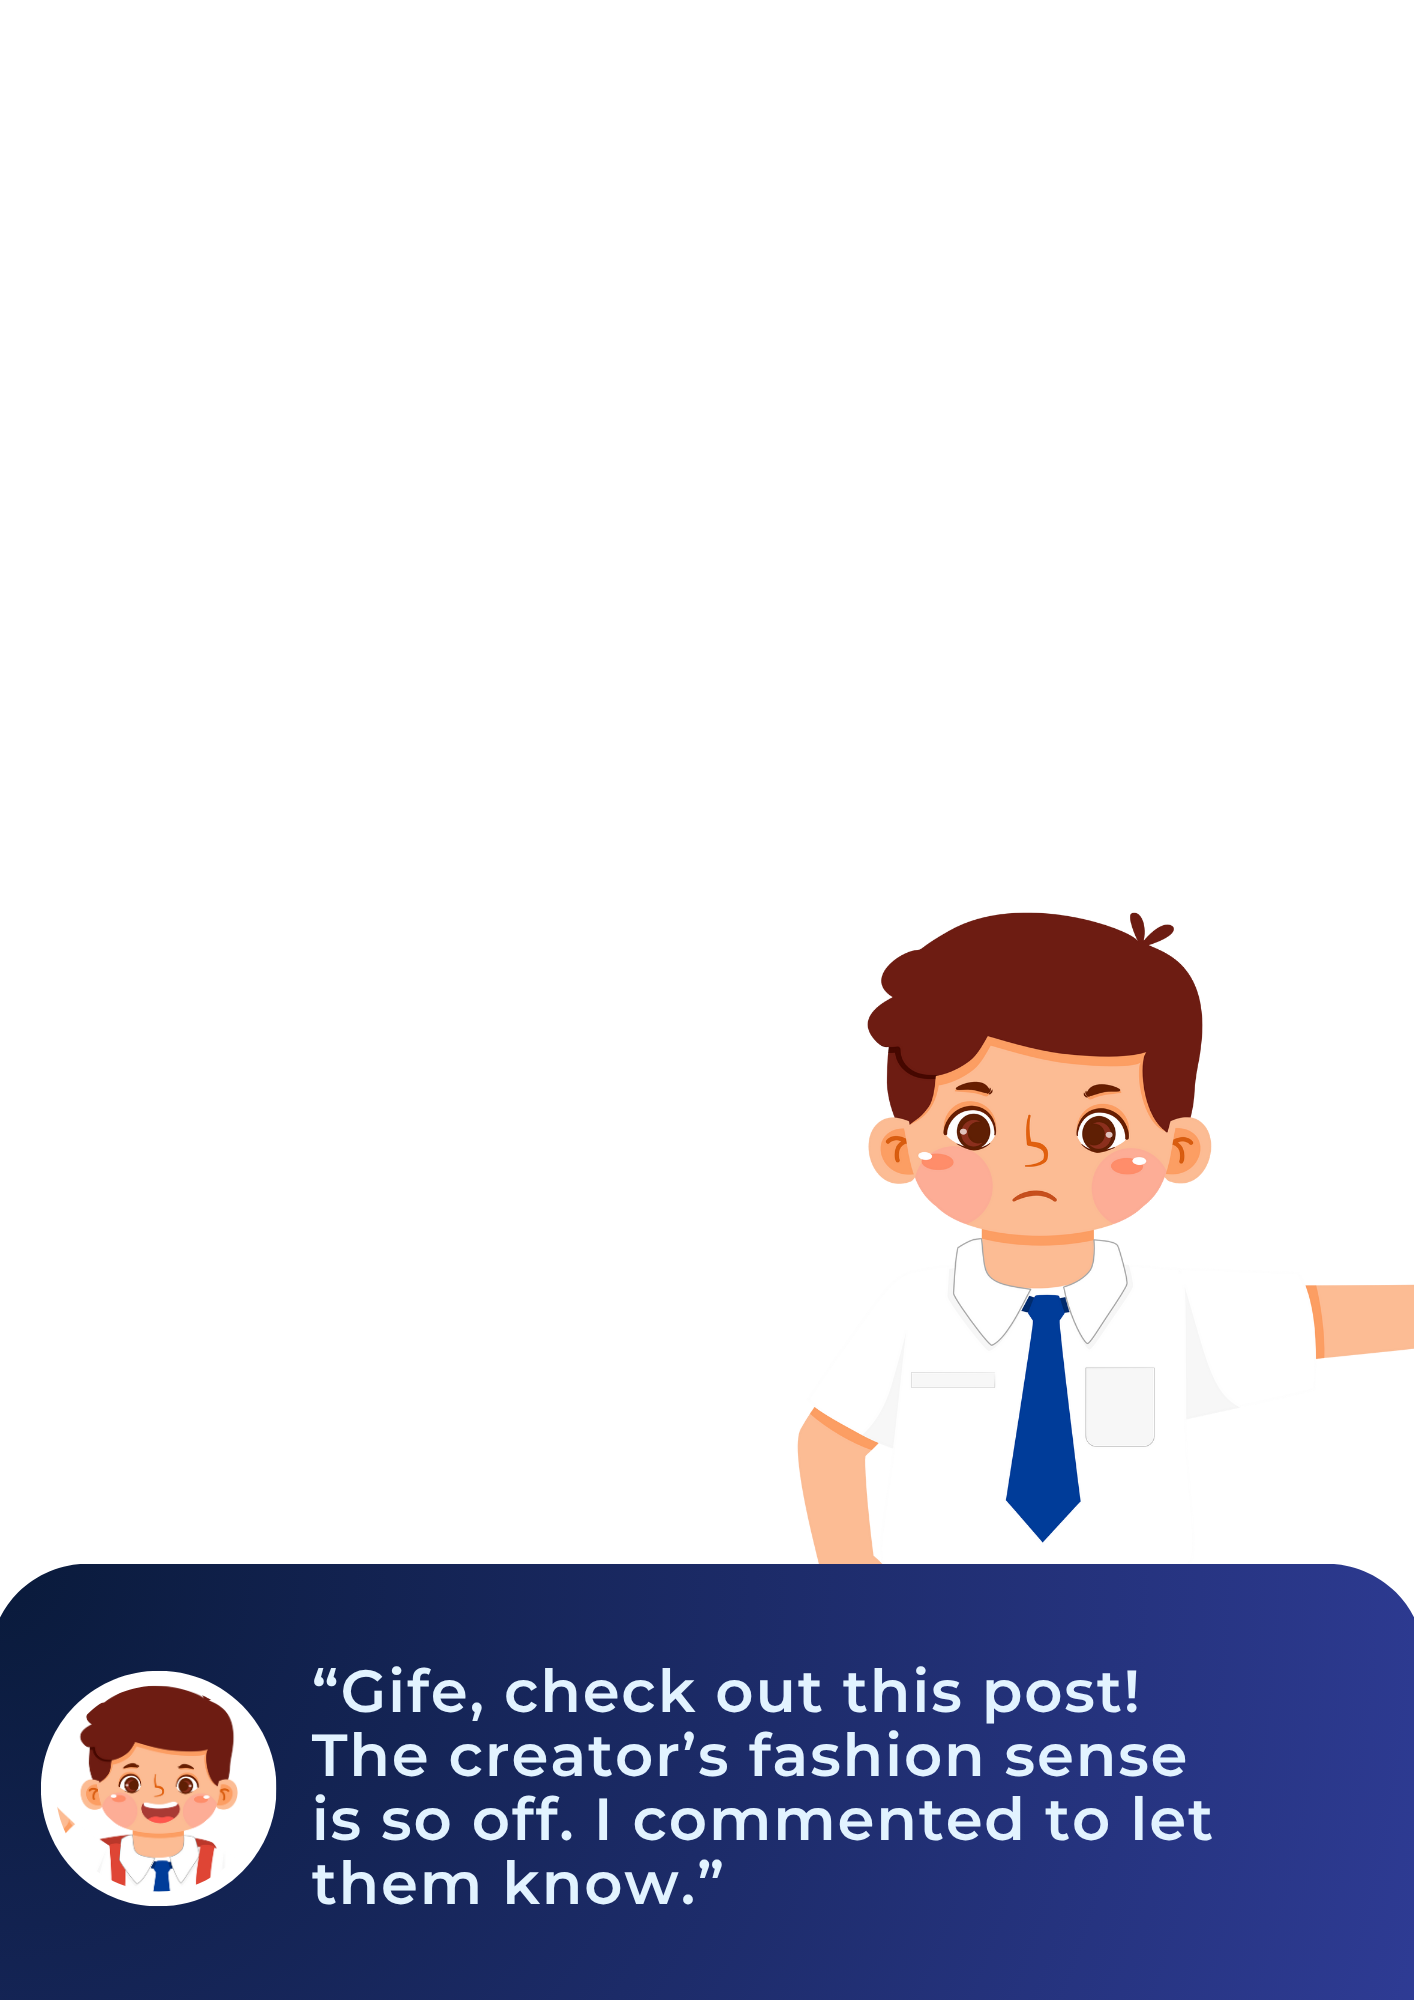 “Gife, check out this post!
The creator’s fashion sense
is so off. I commented to let
them know.”